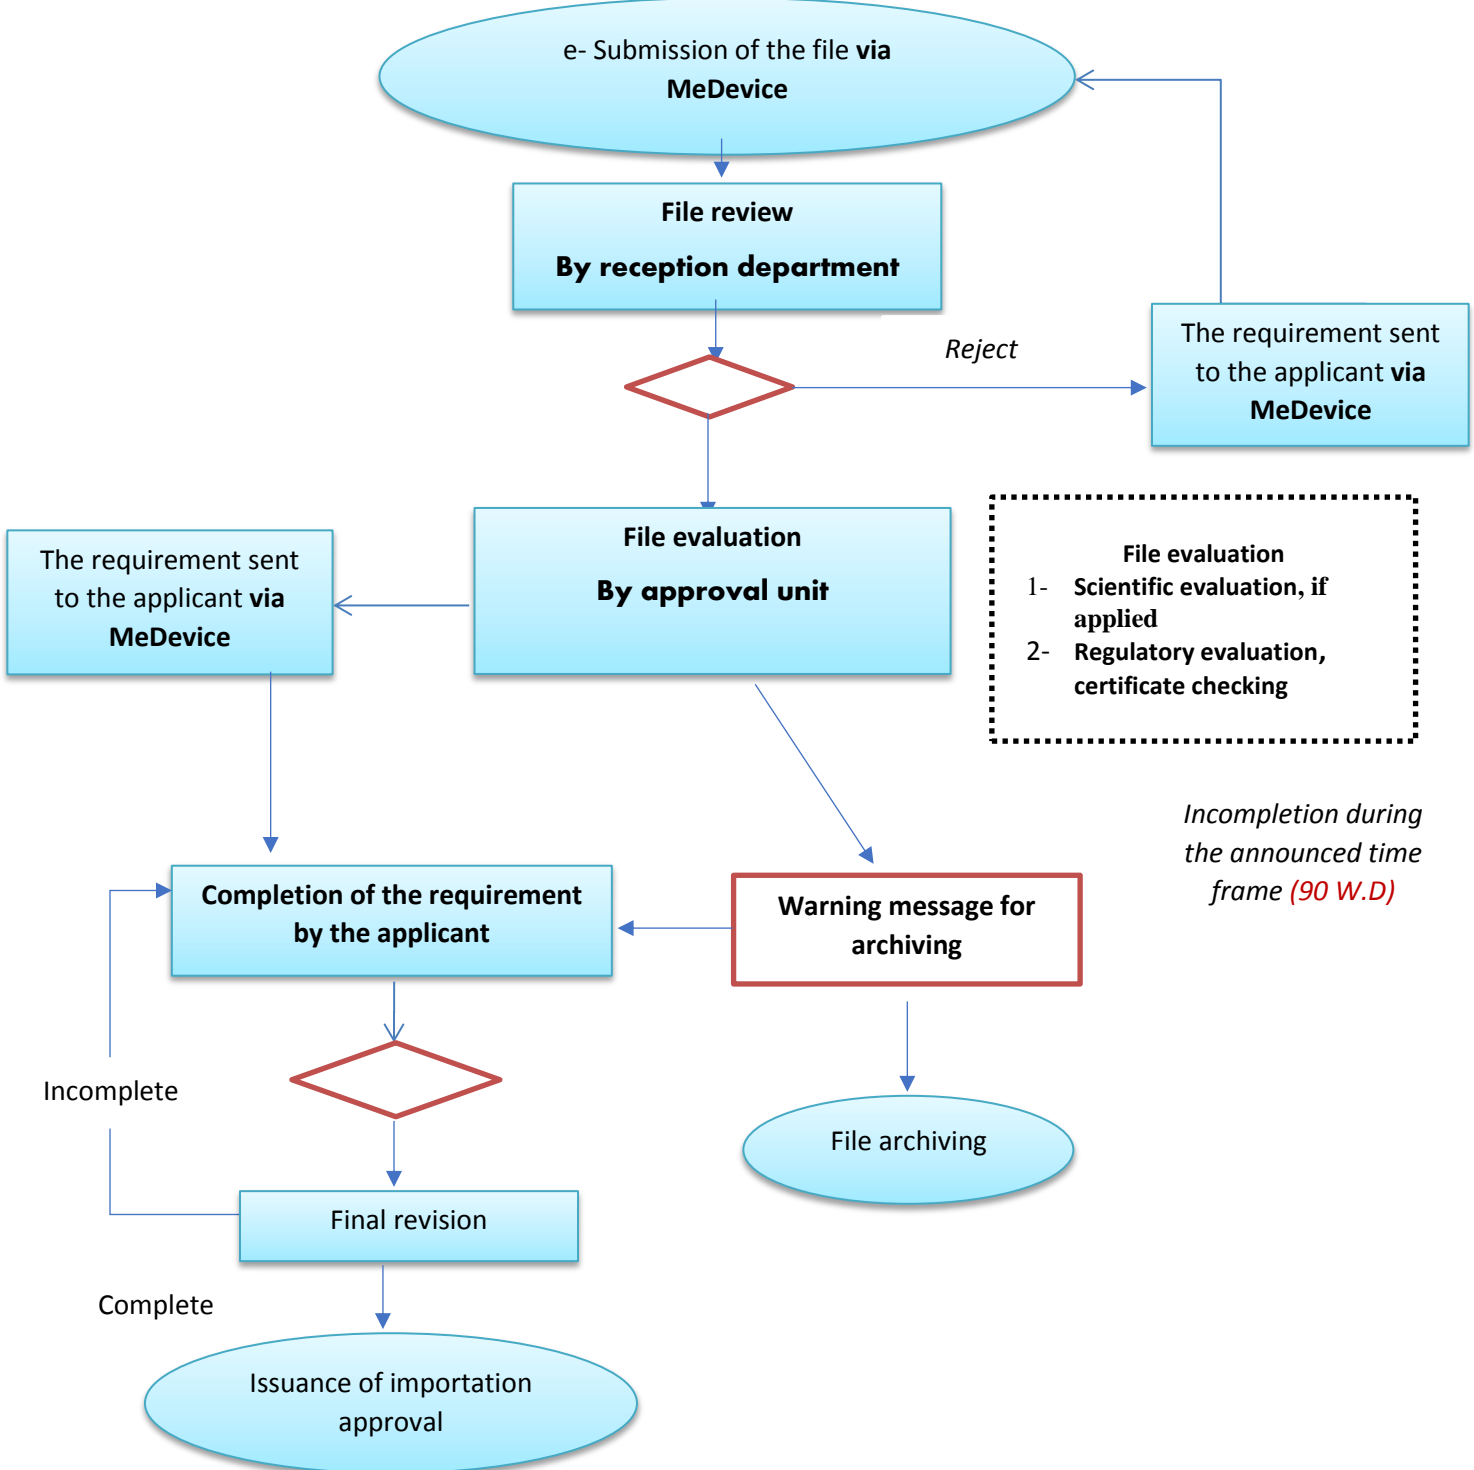 e- Submission of the file via
MeDevice
File review
By reception department
Reject
The requirement sent
to the applicant via
MeDevice
File evaluation
By approval unit
The requirement sent
to the applicant via
MeDevice
File evaluation
1- Scientific evaluation, if
applied
2- Regulatory evaluation,
certificate checking
Incompletion during
the announced time
frame (90 W.D)
Completion of the requirement
by the applicant
Warning message for
archiving
Incomplete
File archiving
Final revision
Complete
Issuance of importation
approval